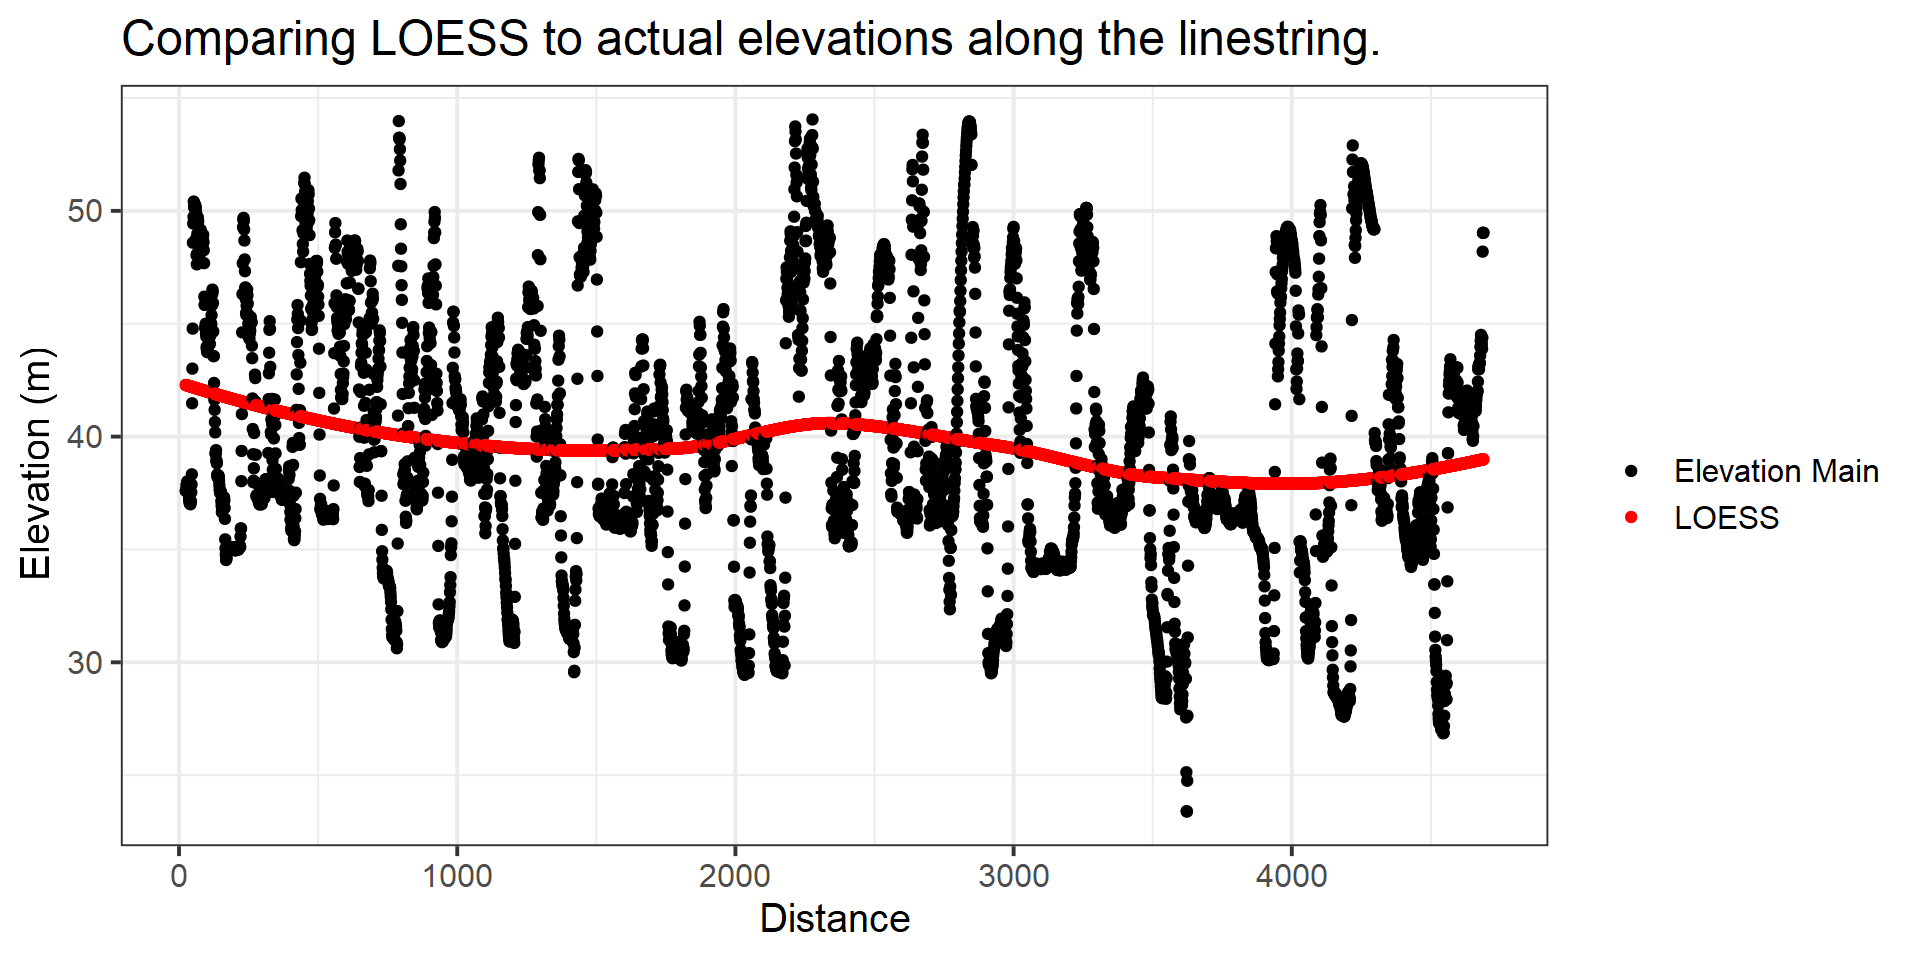 Comparing LOESS to actual elevations along the linestring.
Elevation (m)
50
40
30
0 1000 2000 3000 4000
Distance
Elevation Main
LOESS